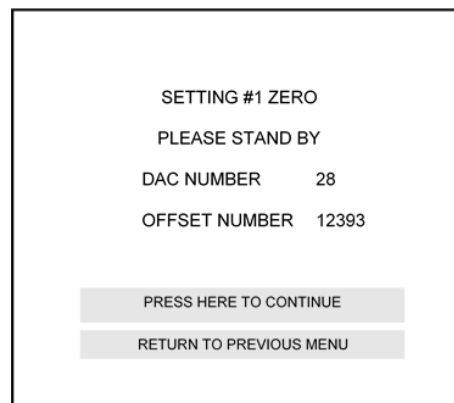 SETTING #1 ZERO
PLEASE STAND BY
DAC NUMBER 28
OFFSET NUMBER 12393
PRESS HERE TO CONTINUE
RETURN TO PREVIOUS MENU